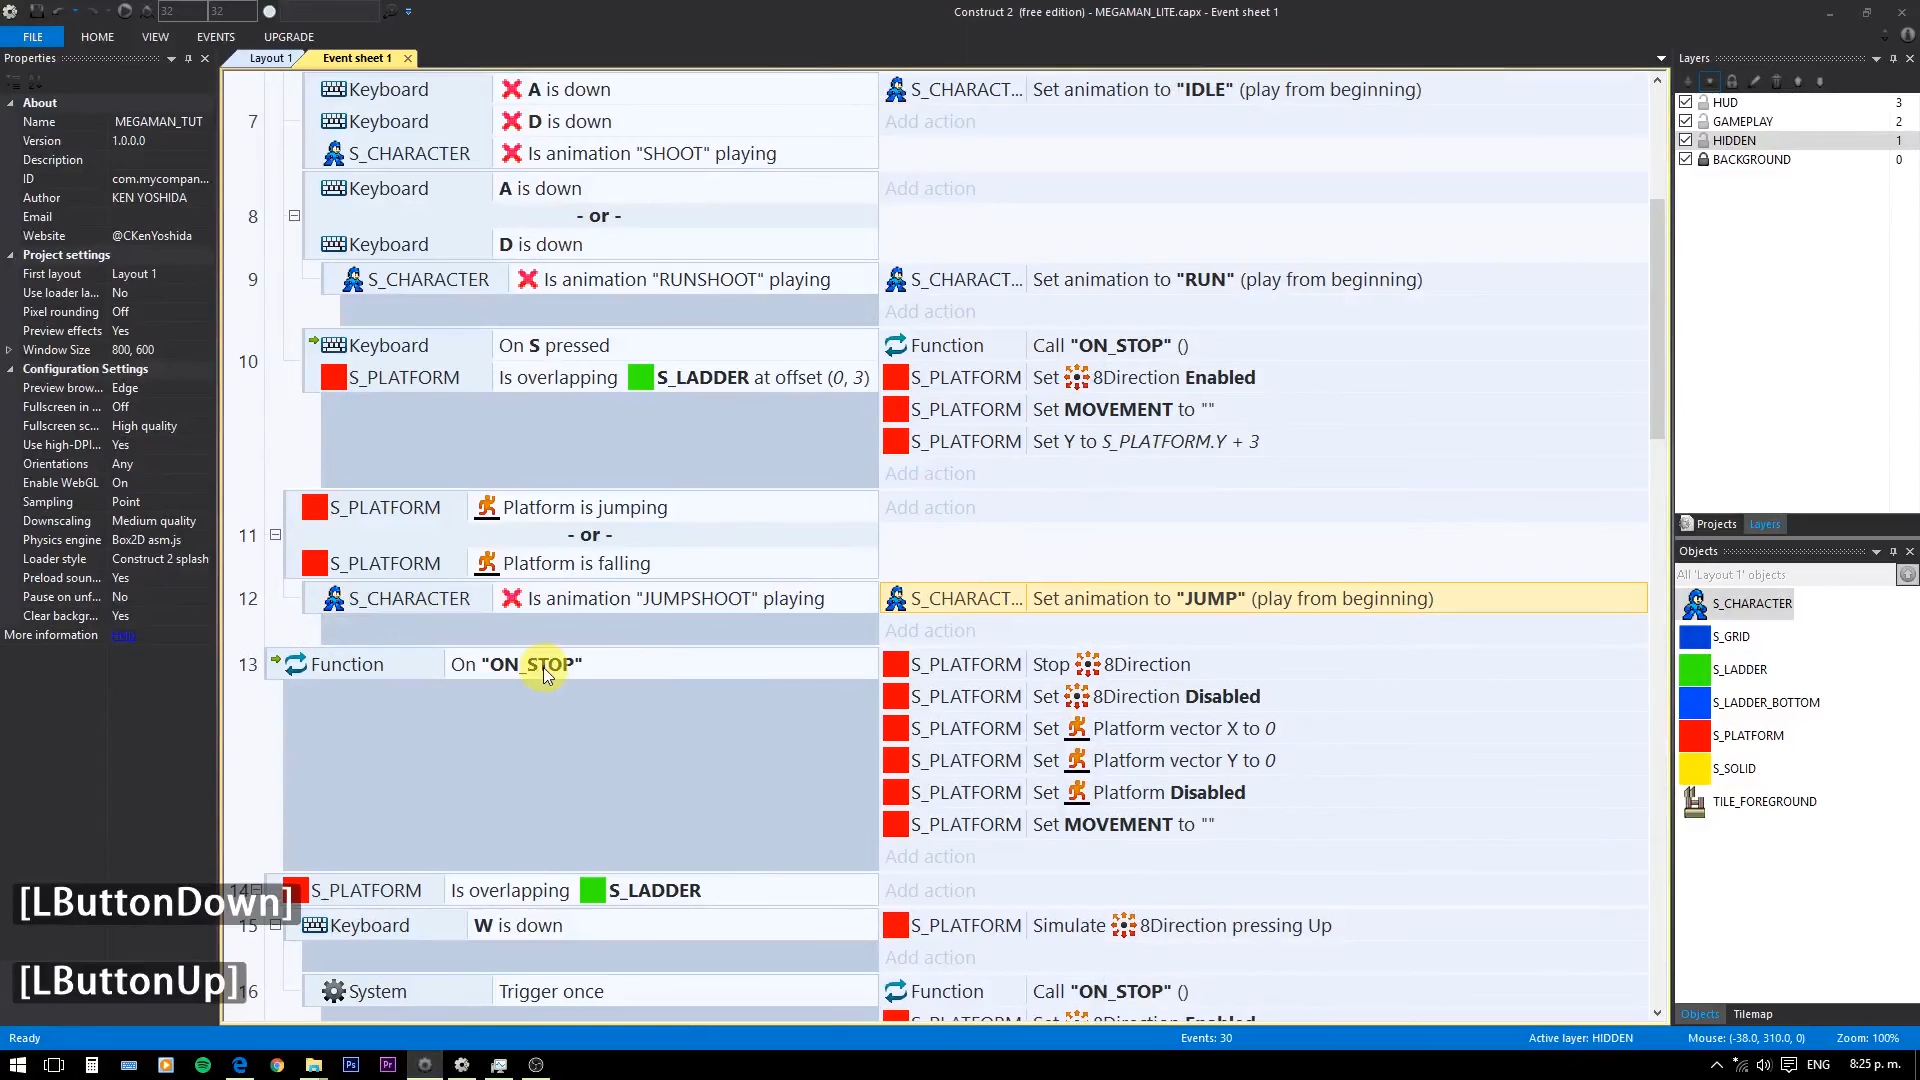 32
32
Construct 2 (free edition) - MEGAMAN_LITE.capx - Event sheet 1
FILE
HOME
VIEW
EVENTS
UPGRADE
Properties
Layout 1
Event sheet 1
Layers
About
Name MEGAMAN_TUT
Version 1.0.0.0
Description
ID com.mycompan...
Author KEN YOSHIDA
Email
Website @CKenYoshida
Project settings
First layout Layout 1
Use loader la... No
Pixel rounding Off
Preview effects Yes
Window Size 800, 600
Configuration Settings
Preview brow... Edge
Fullscreen in ... Off
Fullscreen sc... High quality
Use high-DPI... Yes
Orientations Any
Enable WebGL On
Sampling Point
Downscaling Medium quality
Physics engine Box2D asm.js
Loader style Construct 2 splash
Preload soun... Yes
Pause on unf... No
Clear backgr... Yes
More information Help
Keyboard A is down S_CHARACT... Set animation to "IDLE" (play from beginning)
7 Keyboard D is down Add action
S_CHARACTER Is animation "SHOOT" playing
Keyboard A is down Add action
8 - or -
Keyboard D is down
9 S_CHARACTER Is animation "RUNSHOOT" playing S_CHARACT... Set animation to "RUN" (play from beginning)
Add action
10 Keyboard On S pressed Function Call "ON_STOP" ()
S_PLATFORM Is overlapping S_LADDER at offset (0, 3) S_PLATFORM Set 8Direction Enabled
S_PLATFORM Set MOVEMENT to ""
S_PLATFORM Set Y to S_PLATFORM.Y + 3
Add action
11 S_PLATFORM Platform is jumping Add action
- or -
S_PLATFORM Platform is falling
12 S_CHARACTER Is animation "JUMPSHOOT" playing S_CHARACT... Set animation to "JUMP" (play from beginning)
Add action
13 Function On "ON_STOP" S_PLATFORM Stop 8Direction
S_PLATFORM Set 8Direction Disabled
S_PLATFORM Set Platform vector X to 0
S_PLATFORM Set Platform vector Y to 0
S_PLATFORM Set Platform Disabled
S_PLATFORM Set MOVEMENT to ""
Add action
14 S_PLATFORM Is overlapping S_LADDER Add action
15 Keyboard W is down S_PLATFORM Simulate 8Direction pressing Up
Add action
16 System Trigger once Function Call "ON_STOP" ()
S_PLATFORM Set 8Direction Enabled
[LButtonDown]
[LButtonUp]
HUD 3
GAMEPLAY 2
HIDDEN 1
BACKGROUND 0
Projects
Layers
Objects
All 'Layout 1' objects
S_CHARACTER
S_GRID
S_LADDER
S_LADDER_BOTTOM
S_PLATFORM
S_SOLID
TILE_FOREGROUND
Objects
Tilemap
Ready
Events: 30
Active layer: HIDDEN
Mouse: (-38.0, 310.0, 0)
Zoom: 100%
Ps
Pr
ENG
8:25 p. m.